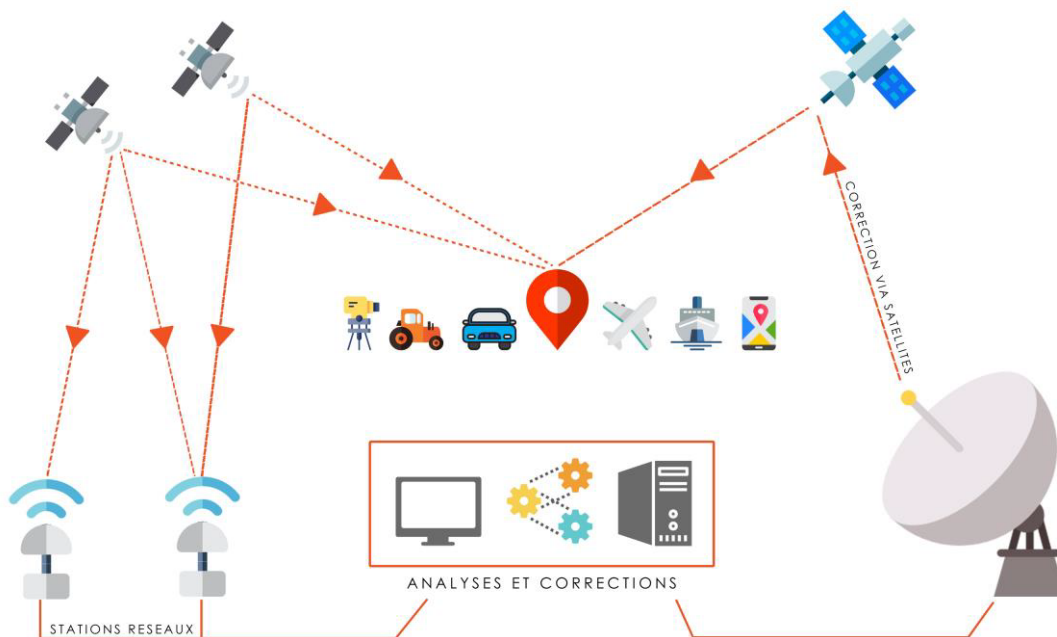 CORRECTION VIA SATELLITES
ANALYSES ET CORRECTIONS
STATIONS RESEAUX